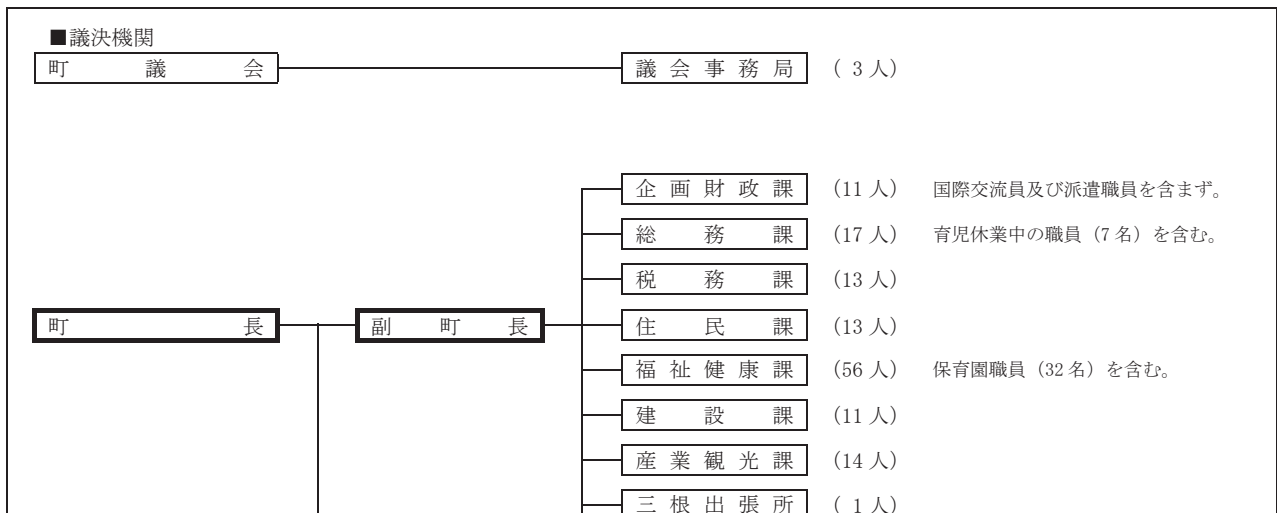 ■議決機関
町議会 議会事務局 （ 3人）
企画財政課 （11人） 国際交流員及び派遣職員を含まず。
総務課 （17人） 育児休業中の職員（7名）を含む。
税務課 （13人）
町長 副町長 住民課 （13人）
福祉健康課 （56人） 保育園職員（32名）を含む。
建設課 （11人）
産業観光課 （14人）
三根出張所 （ 1人）